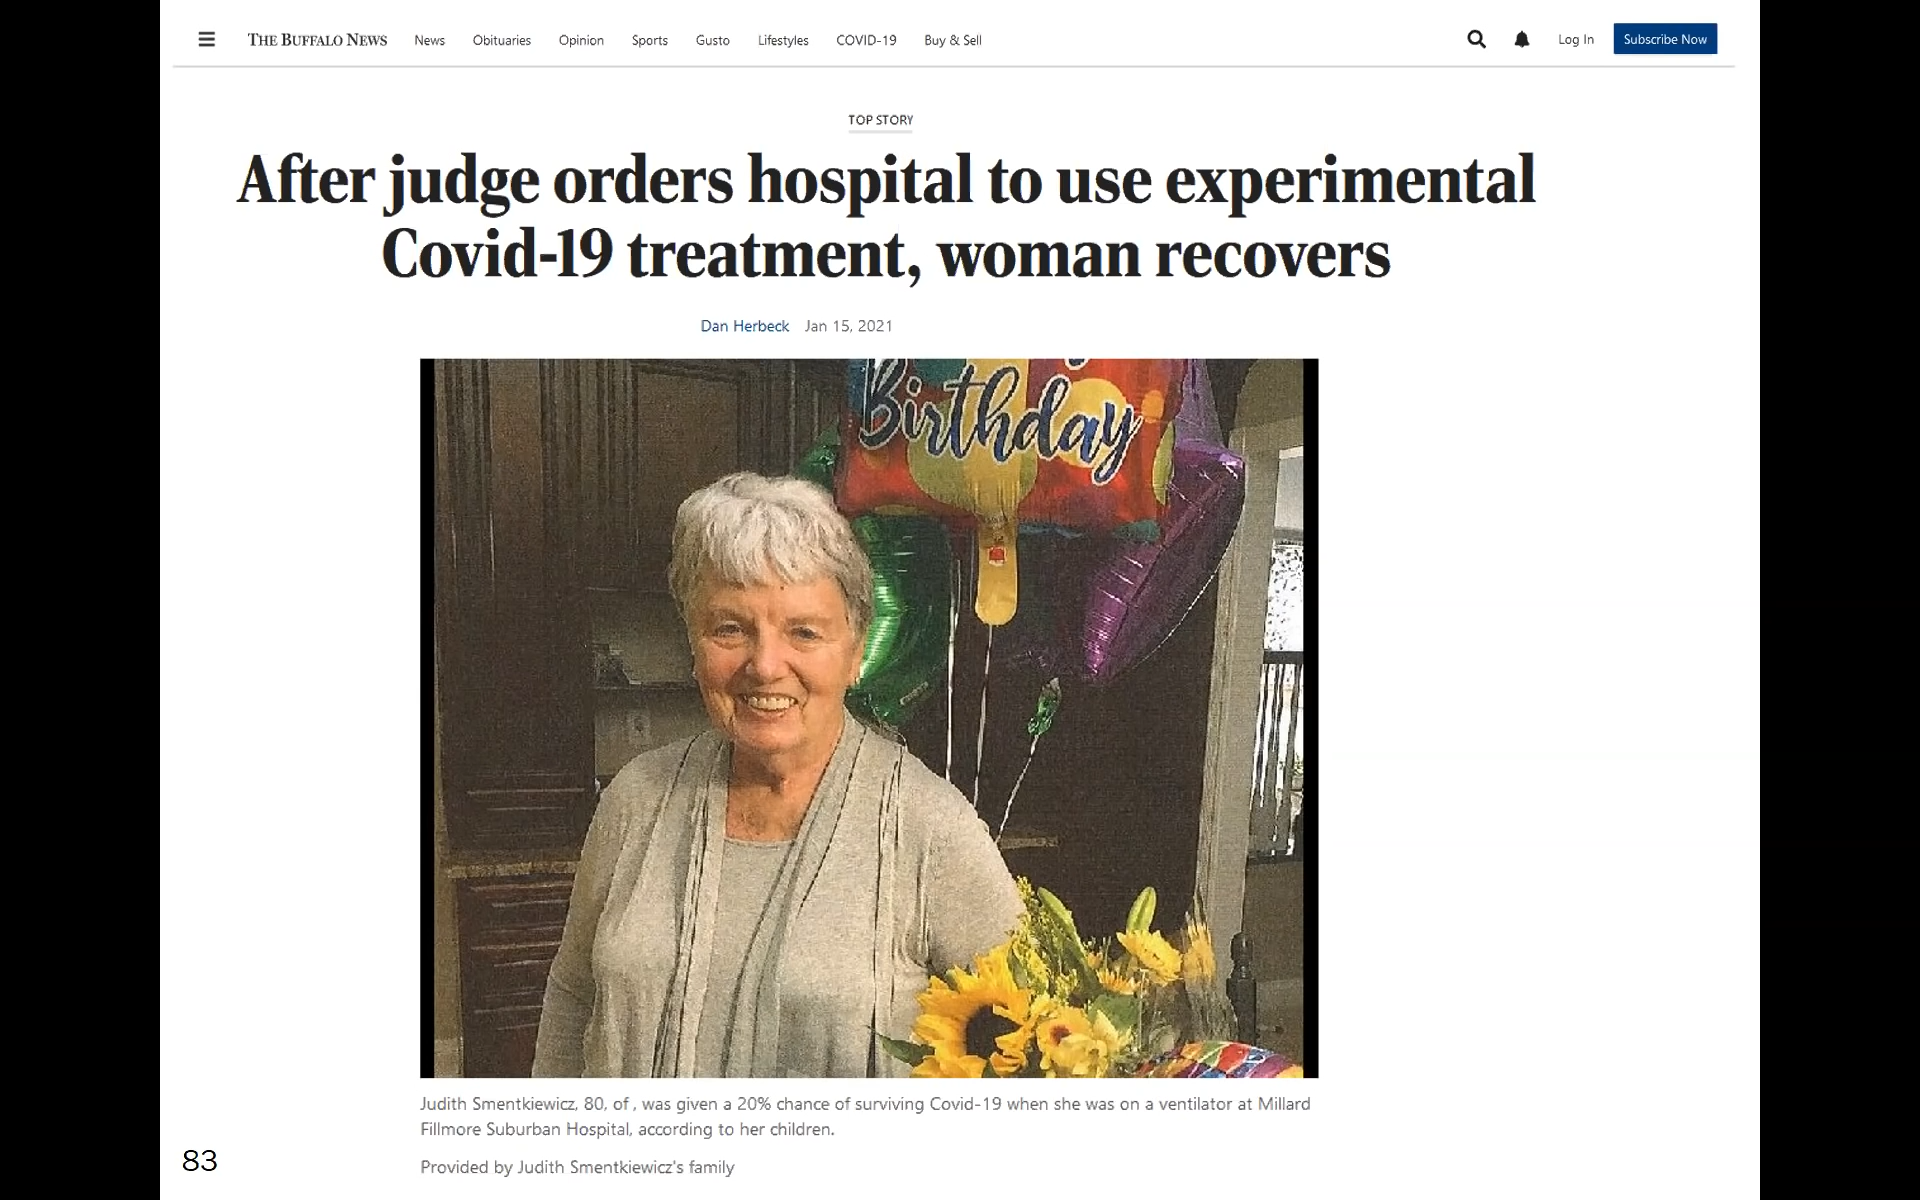 THE BUFFALO NEWS News Obituaries Opinion Sports Gusto Lifestyles COVID-19 Buy & Sell Log In Subscribe Now
TOP STORY
After judge orders hospital to use experimental
Covid-19 treatment, woman recovers
Dan Herbeck Jan 15, 2021
Birthday
Judith Smentkiewicz, 80, of , was given a 20% chance of surviving Covid-19 when she was on a ventilator at Millard
Fillmore Suburban Hospital, according to her children.
Provided by Judith Smentkiewicz's family
83